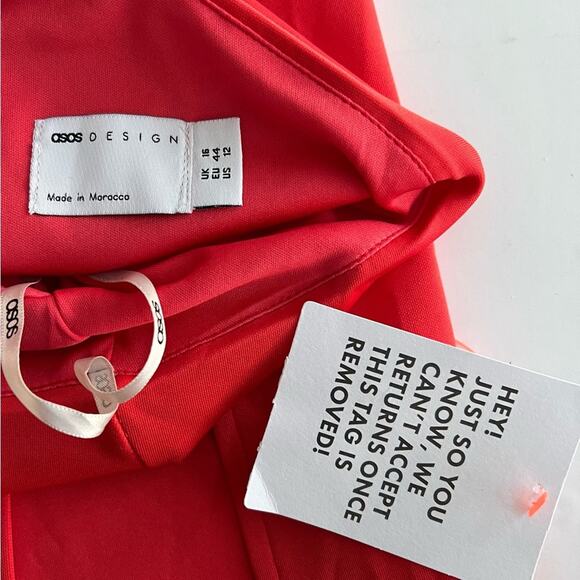 asos DESIGN
Made in Morocco
UK 16
EU 44
US 12
asos
asos
HEY!
JUST SO YOU
KNOW, WE
CAN'T ACCEPT
RETURNS ONCE
THIS TAG IS
REMOVED!